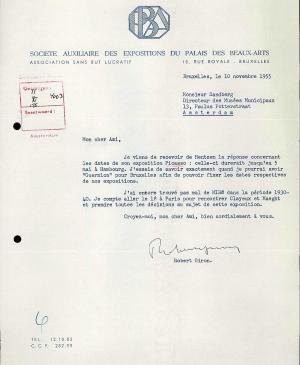 SOCIETE AUXILIAIRE DES EXPOSITIONS DU PALAIS DES BEAUX-ARTS
ASSOCIATION SANS BUT LUCRATIF
10, RUE ROYALE - BRUXELLES
Bruxelles, le 10 novembre 1955
Monsieur Sandberg
Directeur des Musées Municipaux
13, Paulus Potterstraat
Amsterdam
Mon cher Ami,
Je viens de recevoir de Hentzen la réponse concernant
les dates de son exposition Picasso : celle-ci durerait jusqu'en 5
mai à Hambourg. J'essaie de savoir exactement quand je pourrai avoir
"Guernica" pour Bruxelles afin de pouvoir fixer les dates respectives
de nos expositions.
J'ai encore trouvé pas mal de MIRO dans la période 1930-
40. Je compte aller le 18 à Paris pour rencontrer Clayeux et Maeght
et prendre toutes les décisions au sujet de cette exposition.
Croyez-moi, mon cher Ami, bien cordialement à vous.
Robert Giron.
TEL. 12.19.85
C.C.P.